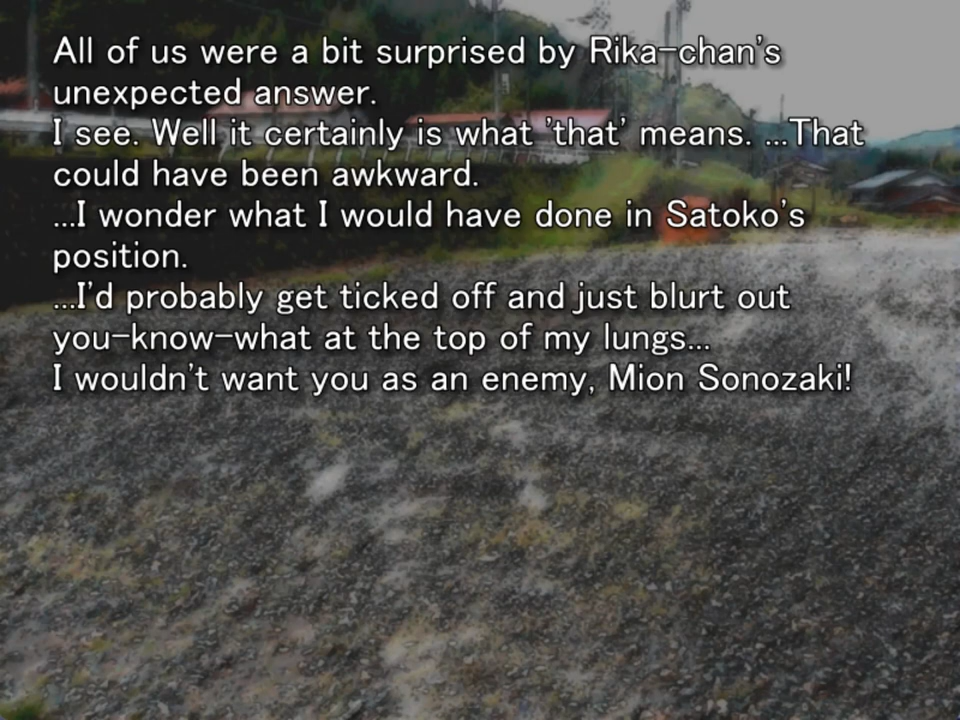 All of us were a bit surprised by Rika-chan's
unexpected answer.
I see. Well it certainly is what 'that' means. ...That
could have been awkward.
...I wonder what I would have done in Satoko's
position.
...I'd probably get ticked off and just blurt out
you-know-what at the top of my lungs...
I wouldn't want you as an enemy, Mion Sonozaki!